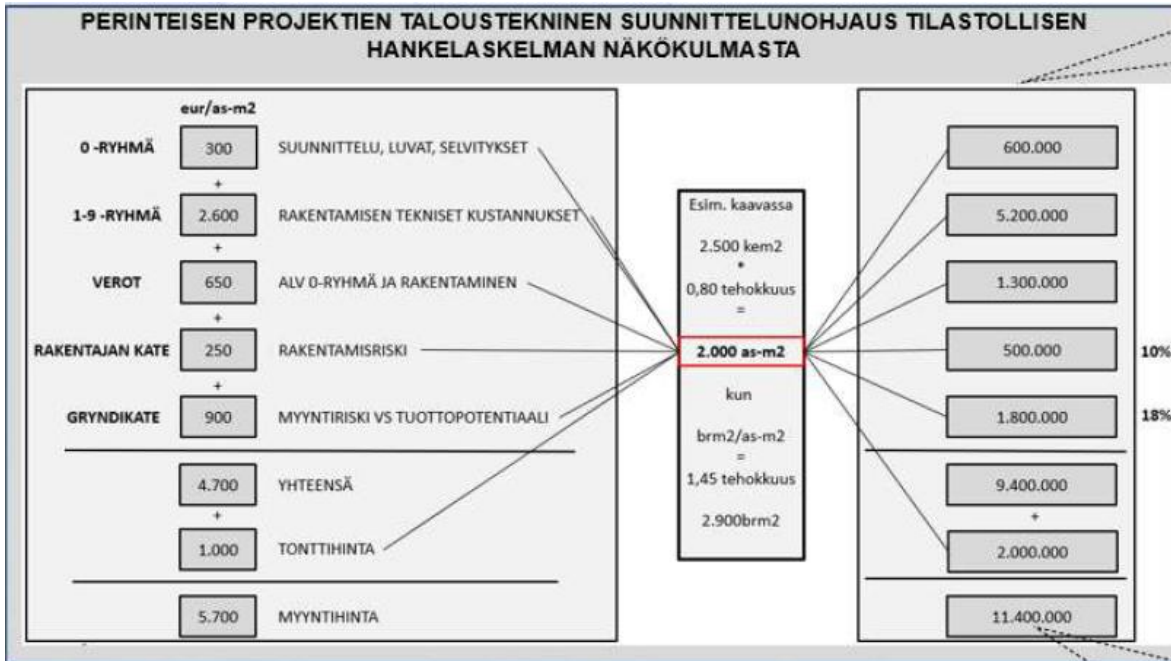 PERINTEISEN PROJEKTIEN TALOUSTEKNINEN SUUNNITTELUNOHJAUS TILASTOLLISEN
HANKELASKELMAN NÄKÖKULMASTA
eur/as-m2
0 -RYHMÄ 300 SUUNNITTELU, LUVAT, SELVITYKSET
+
1-9 -RYHMÄ 2.600 RAKENTAMISEN TEKNISET KUSTANNUKSET
+
VEROT 650 ALV 0-RYHMÄ JA RAKENTAMINEN
+
RAKENTAJAN KATE 250 RAKENTAMISRISKI
+
GRYNDIKATE 900 MYYNTIRISKI VS TUOTTOPOTENTIAALI
4.700 YHTEENSÄ
+
1.000 TONTTIHINTA
5.700 MYYNTIHINTA
Esim. kaavassa
2.500 kem2
*
0,80 tehokkuus
=
2.000 as-m2
kun
brm2/as-m2
=
1,45 tehokkuus
2.900brm2
600.000
5.200.000
1.300.000
500.000 10%
1.800.000 18%
9.400.000
+
2.000.000
11.400.000